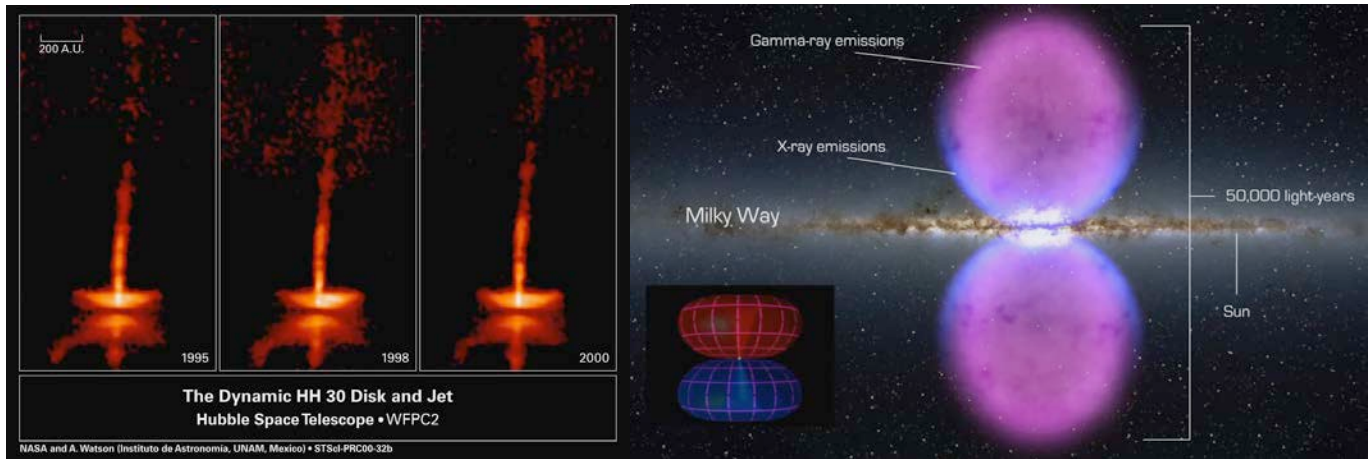 200 A.U.
1995
1998
2000
The Dynamic HH 30 Disk and Jet
Hubble Space Telescope • WFPC2
NASA and A. Watson (Instituto de Astronomía, UNAM, Mexico) • STScI-PRC00-32b
Gamma-ray emissions
X-ray emissions
Milky Way
50,000 light-years
Sun